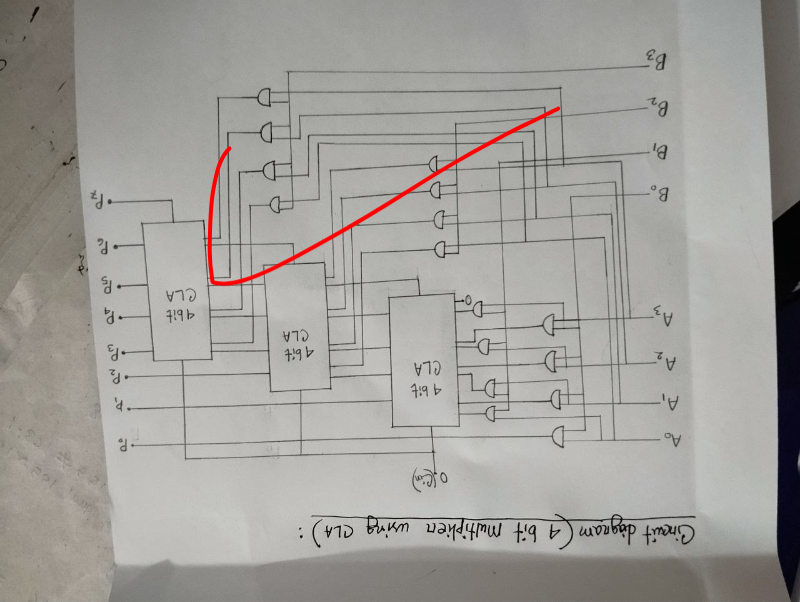 Circuit diagram (4 bit multiplier using CLA) :
0 (Cin)
A₀
A₁
A₂
A₃
B₀
B₁
B₂
B₃
0
4 bit
CLA
4 bit
CLA
4 bit
CLA
P₀
P₁
P₂
P₃
P₄
P₅
P₆
P₇